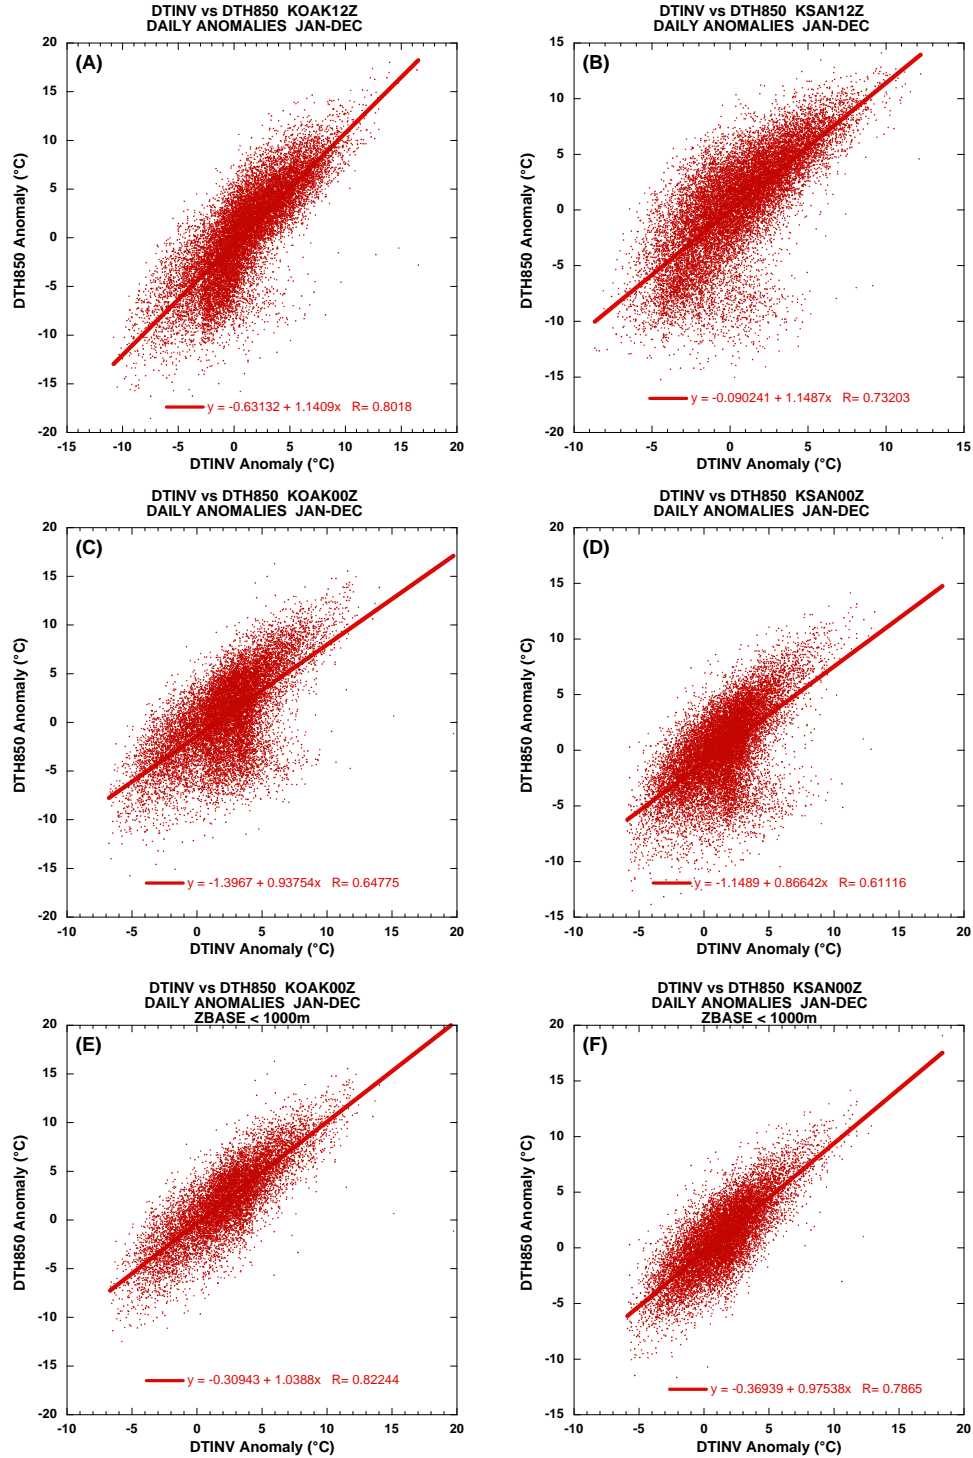 DTINV vs DTH850  KOAK12Z
DAILY ANOMALIES  JAN-DEC
(A)
DTH850 Anomaly (°C)
20
15
10
5
0
-5
-10
-15
-20
y = -0.63132 + 1.1409x   R= 0.8018
-15 -10 -5 0 5 10 15 20
DTINV Anomaly (°C)
DTINV vs DTH850  KSAN12Z
DAILY ANOMALIES  JAN-DEC
(B)
DTH850 Anomaly (°C)
15
10
5
0
-5
-10
-15
-20
y = -0.090241 + 1.1487x   R= 0.73203
-10 -5 0 5 10 15
DTINV Anomaly (°C)
DTINV vs DTH850  KOAK00Z
DAILY ANOMALIES  JAN-DEC
(C)
DTH850 Anomaly (°C)
20
15
10
5
0
-5
-10
-15
-20
y = -1.3967 + 0.93754x   R= 0.64775
-10 -5 0 5 10 15 20
DTINV Anomaly (°C)
DTINV vs DTH850  KSAN00Z
DAILY ANOMALIES  JAN-DEC
(D)
DTH850 Anomaly (°C)
20
15
10
5
0
-5
-10
-15
y = -1.1489 + 0.86642x   R= 0.61116
-10 -5 0 5 10 15 20
DTINV Anomaly (°C)
DTINV vs DTH850  KOAK00Z
DAILY ANOMALIES  JAN-DEC
ZBASE < 1000m
(E)
DTH850 Anomaly (°C)
20
15
10
5
0
-5
-10
-15
-20
y = -0.30943 + 1.0388x   R= 0.82244
-10 -5 0 5 10 15 20
DTINV Anomaly (°C)
DTINV vs DTH850  KSAN00Z
DAILY ANOMALIES  JAN-DEC
ZBASE < 1000m
(F)
DTH850 Anomaly (°C)
20
15
10
5
0
-5
-10
-15
y = -0.36939 + 0.97538x   R= 0.7865
-10 -5 0 5 10 15 20
DTINV Anomaly (°C)